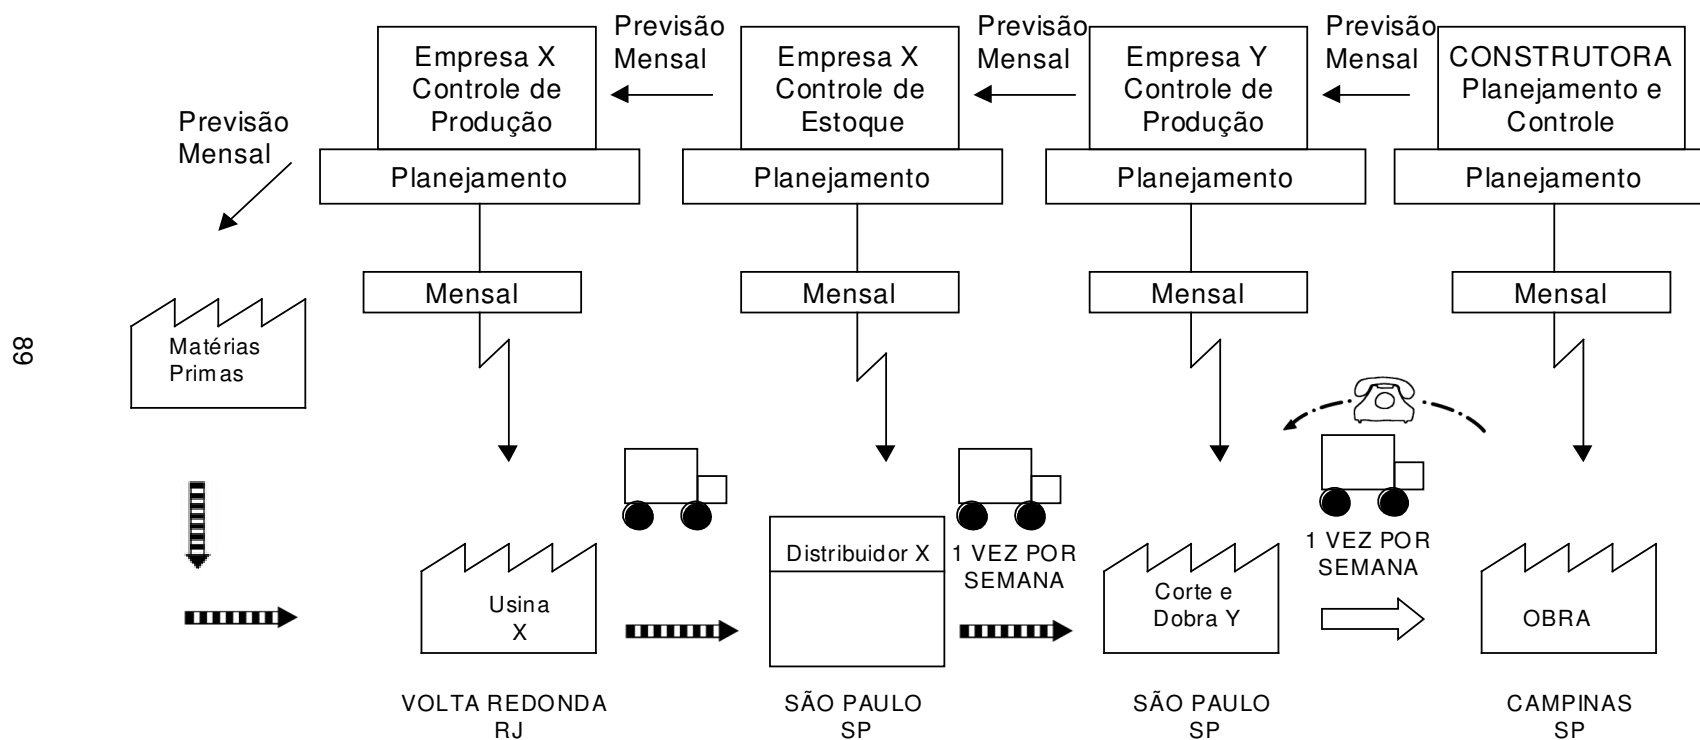 Previsão
Mensal
Empresa X
Controle de
Produção
Planejamento
Mensal
Previsão
Mensal
Empresa X
Controle de
Estoque
Planejamento
Mensal
Previsão
Mensal
Empresa Y
Controle de
Produção
Planejamento
Mensal
Previsão
Mensal
CONSTRUTORA
Planejamento e
Controle
Planejamento
Mensal
Matérias
Primas
89
Usina
X
Distribuidor X
1 VEZ POR
SEMANA
Corte e
Dobra Y
1 VEZ POR
SEMANA
OBRA
VOLTA REDONDA
RJ
SÃO PAULO
SP
SÃO PAULO
SP
CAMPINAS
SP